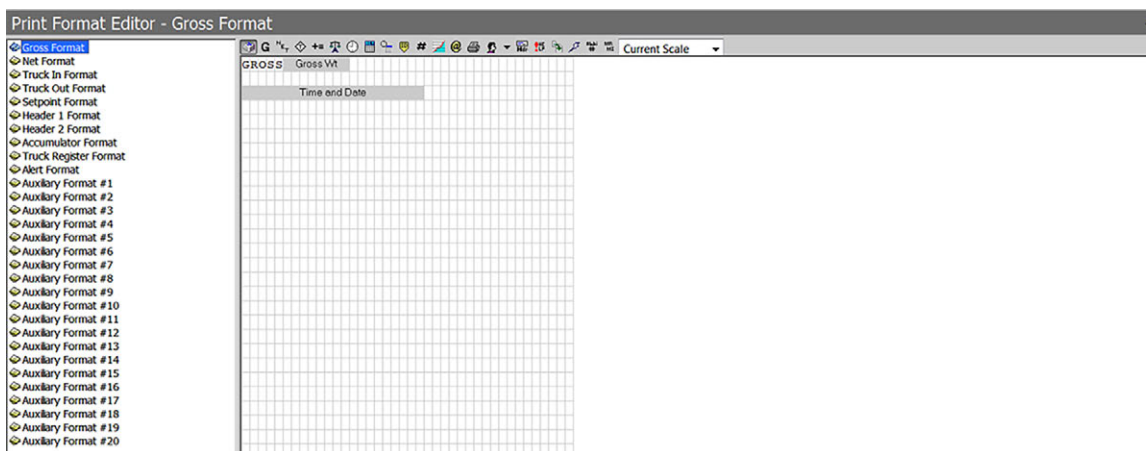 Print Format Editor - Gross Format
Gross Format
Net Format
Truck In Format
Truck Out Format
Setpoint Format
Header 1 Format
Header 2 Format
Accumulator Format
Truck Register Format
Alert Format
Auxiliary Format #1
Auxiliary Format #2
Auxiliary Format #3
Auxiliary Format #4
Auxiliary Format #5
Auxiliary Format #6
Auxiliary Format #7
Auxiliary Format #8
Auxiliary Format #9
Auxiliary Format #10
Auxiliary Format #11
Auxiliary Format #12
Auxiliary Format #13
Auxiliary Format #14
Auxiliary Format #15
Auxiliary Format #16
Auxiliary Format #17
Auxiliary Format #18
Auxiliary Format #19
Auxiliary Format #20
G # @ Current Scale
GROSS Gross Wt
Time and Date